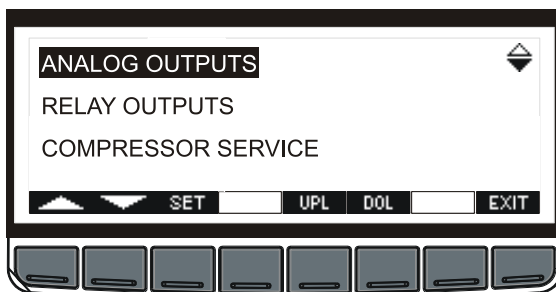 ANALOG OUTPUTS
RELAY OUTPUTS
COMPRESSOR SERVICE
SET UPL DOL EXIT